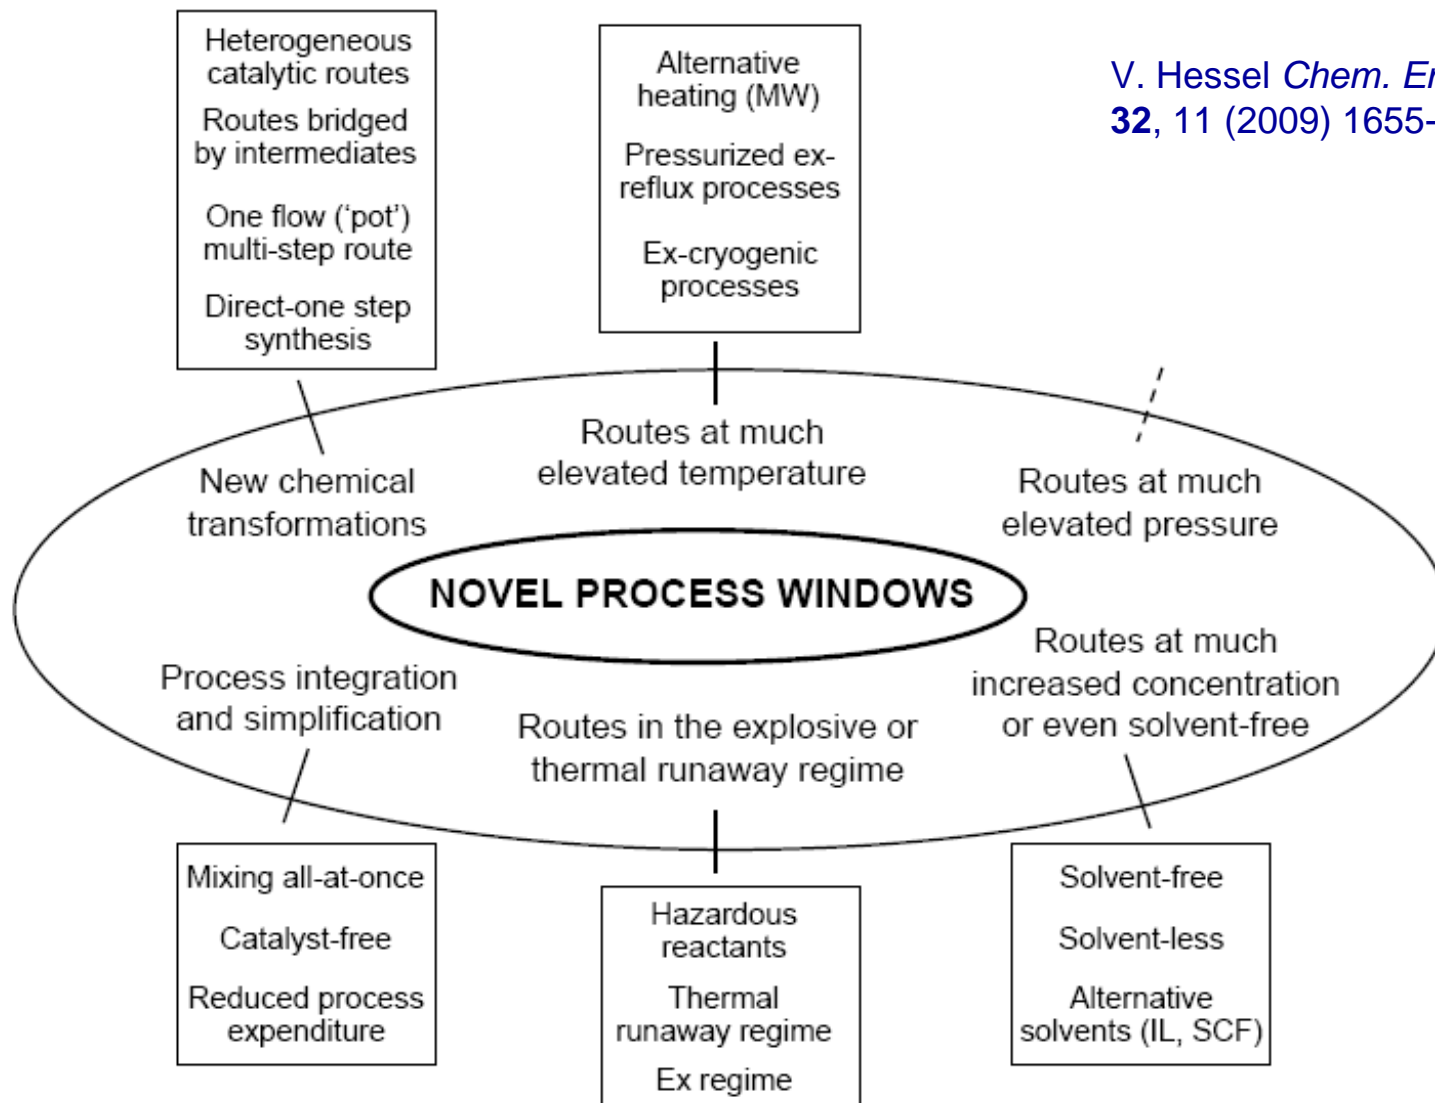 Heterogeneous
catalytic routes
Routes bridged
by intermediates
One flow (‘pot’)
multi-step route
Direct-one step
synthesis
Alternative
heating (MW)
Pressurized ex-
reflux processes
Ex-cryogenic
processes
V. Hessel Chem. En
32, 11 (2009) 1655-
New chemical
transformations
Routes at much
elevated temperature
Routes at much
elevated pressure
NOVEL PROCESS WINDOWS
Process integration
and simplification
Routes in the explosive or
thermal runaway regime
Routes at much
increased concentration
or even solvent-free
Mixing all-at-once
Catalyst-free
Reduced process
expenditure
Hazardous
reactants
Thermal
runaway regime
Ex regime
Solvent-free
Solvent-less
Alternative
solvents (IL, SCF)